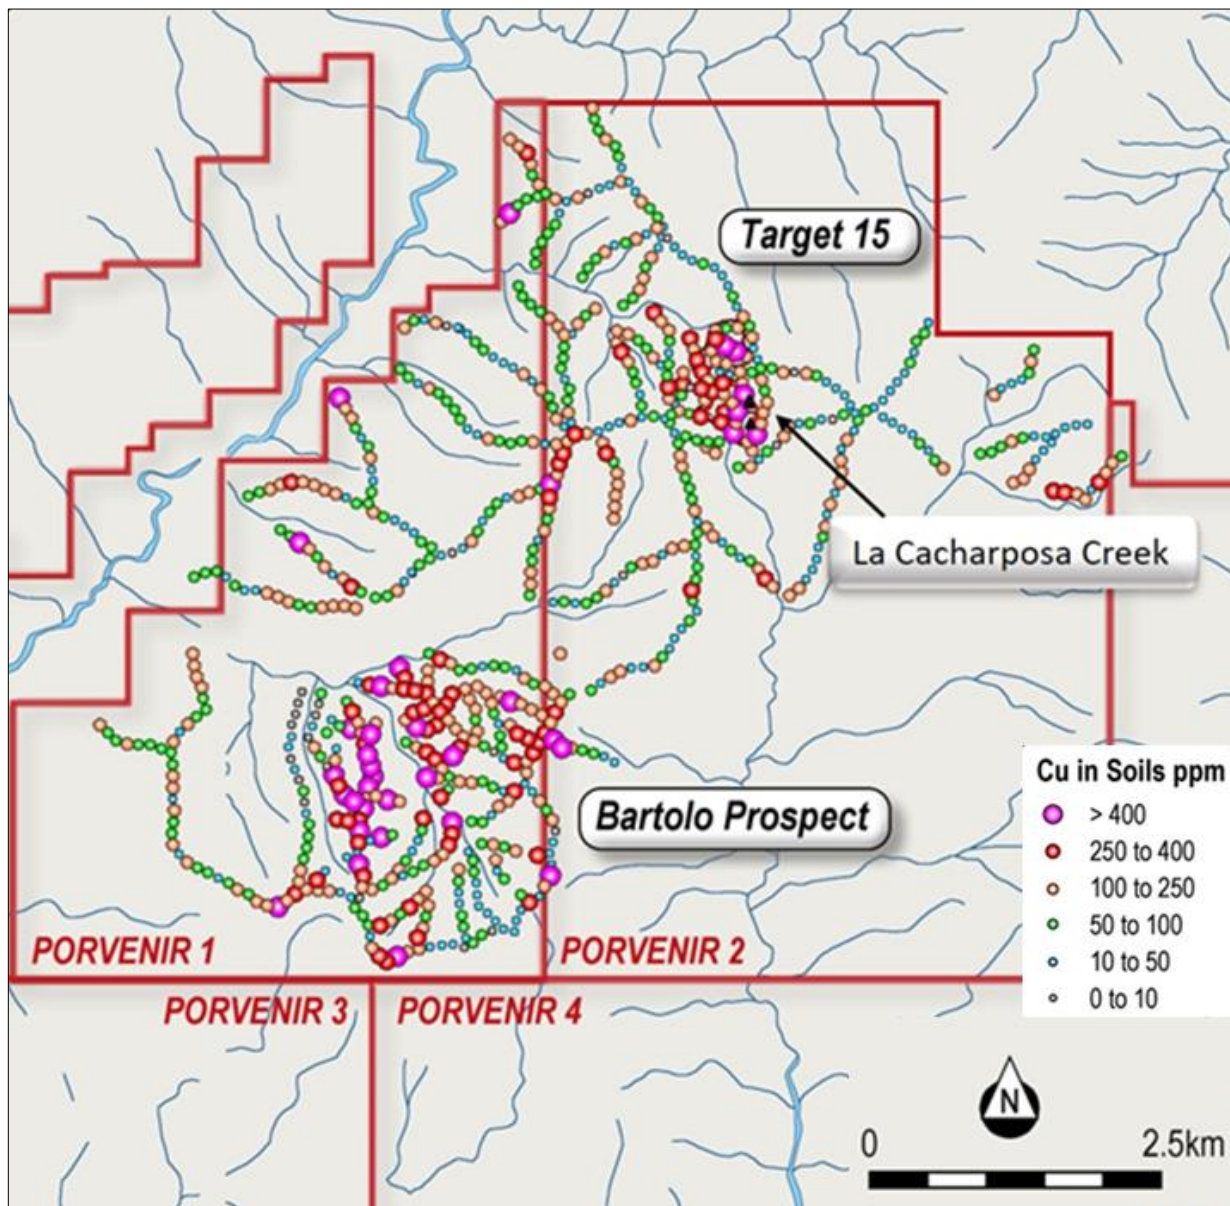 Target 15
La Cacharposa Creek
Bartolo Prospect
Cu in Soils ppm
> 400
250 to 400
100 to 250
50 to 100
10 to 50
0 to 10
PORVENIR 1
PORVENIR 2
PORVENIR 3
PORVENIR 4
N
0
2.5km